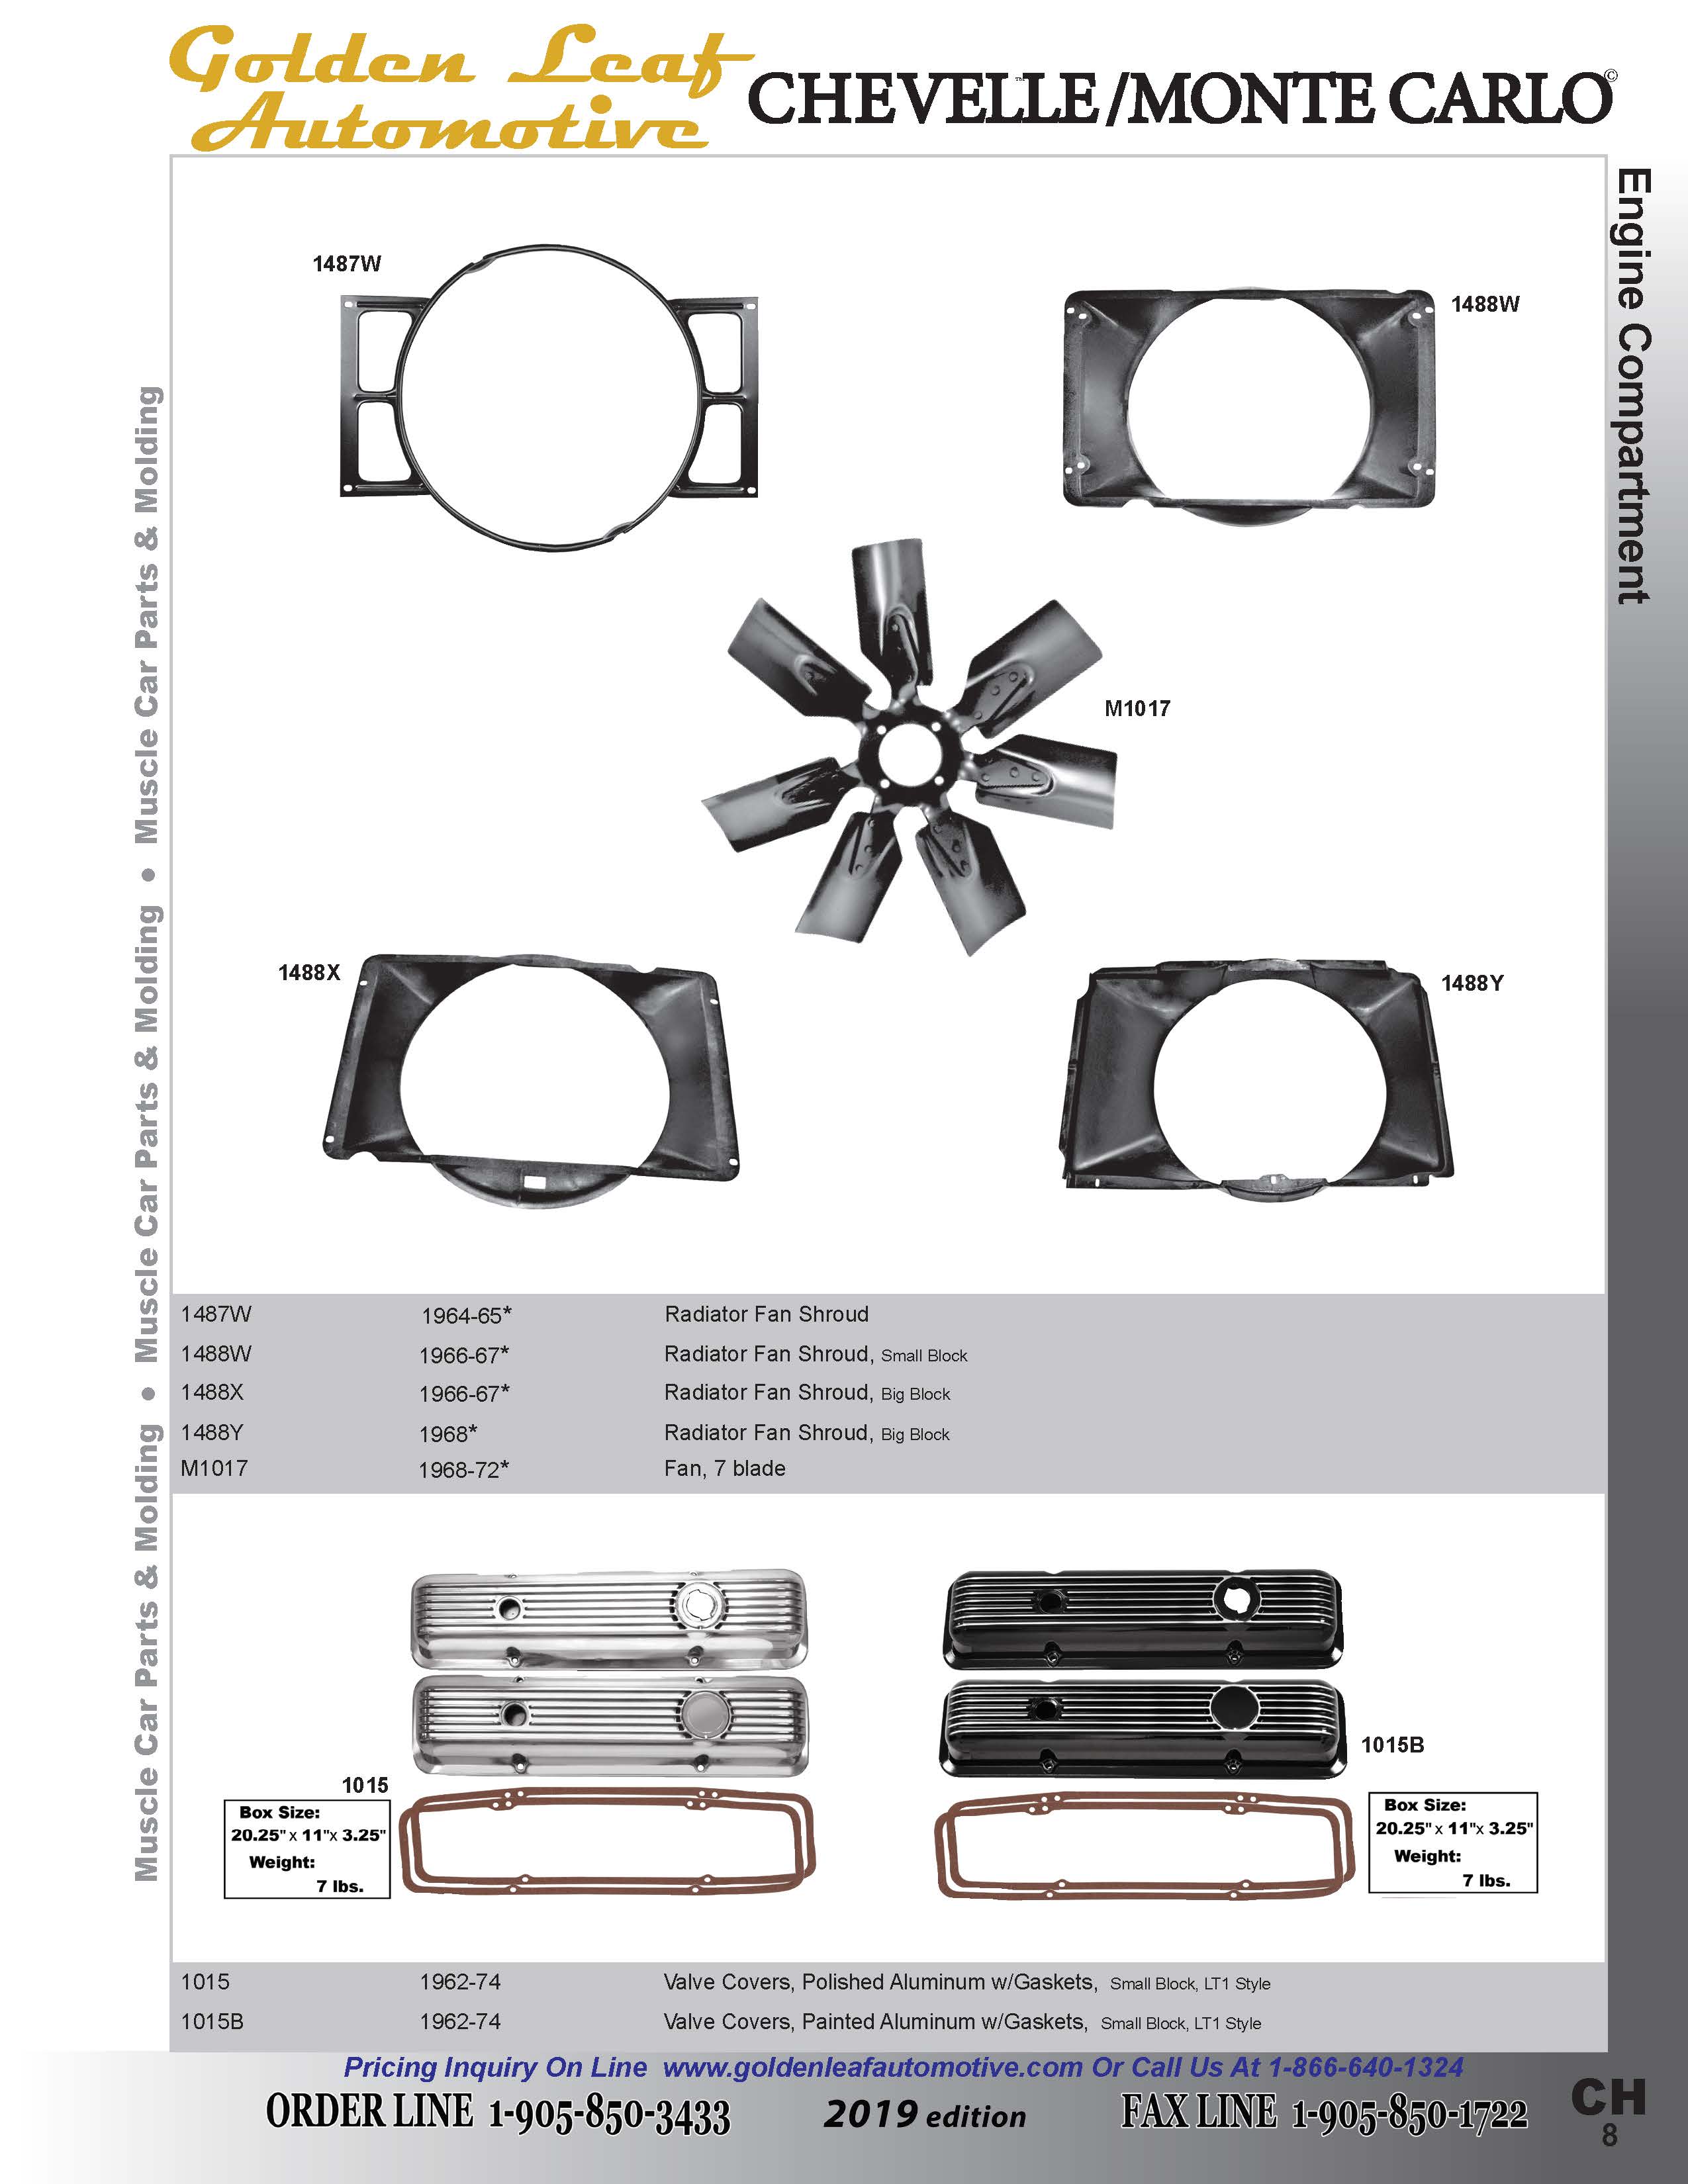 Golden Leaf
Automotive
CHEVELLE™/MONTE CARLO©
Engine Compartment
Muscle Car Parts & Molding • Muscle Car Parts & Molding • Muscle Car Parts & Molding
1487W
1488W
M1017
1488X
1488Y
1487W 1964-65* Radiator Fan Shroud
1488W 1966-67* Radiator Fan Shroud, Small Block
1488X 1966-67* Radiator Fan Shroud, Big Block
1488Y 1968* Radiator Fan Shroud, Big Block
M1017 1968-72* Fan, 7 blade
1015
Box Size:
20.25" x 11"x 3.25"
Weight:
7 lbs.
1015B
Box Size:
20.25" x 11"x 3.25"
Weight:
7 lbs.
1015 1962-74 Valve Covers, Polished Aluminum w/Gaskets, Small Block, LT1 Style
1015B 1962-74 Valve Covers, Painted Aluminum w/Gaskets, Small Block, LT1 Style
Pricing Inquiry On Line www.goldenleafautomotive.com Or Call Us At 1-866-640-1324
ORDER LINE 1-905-850-3433 2019 edition FAX LINE 1-905-850-1722
CH
8